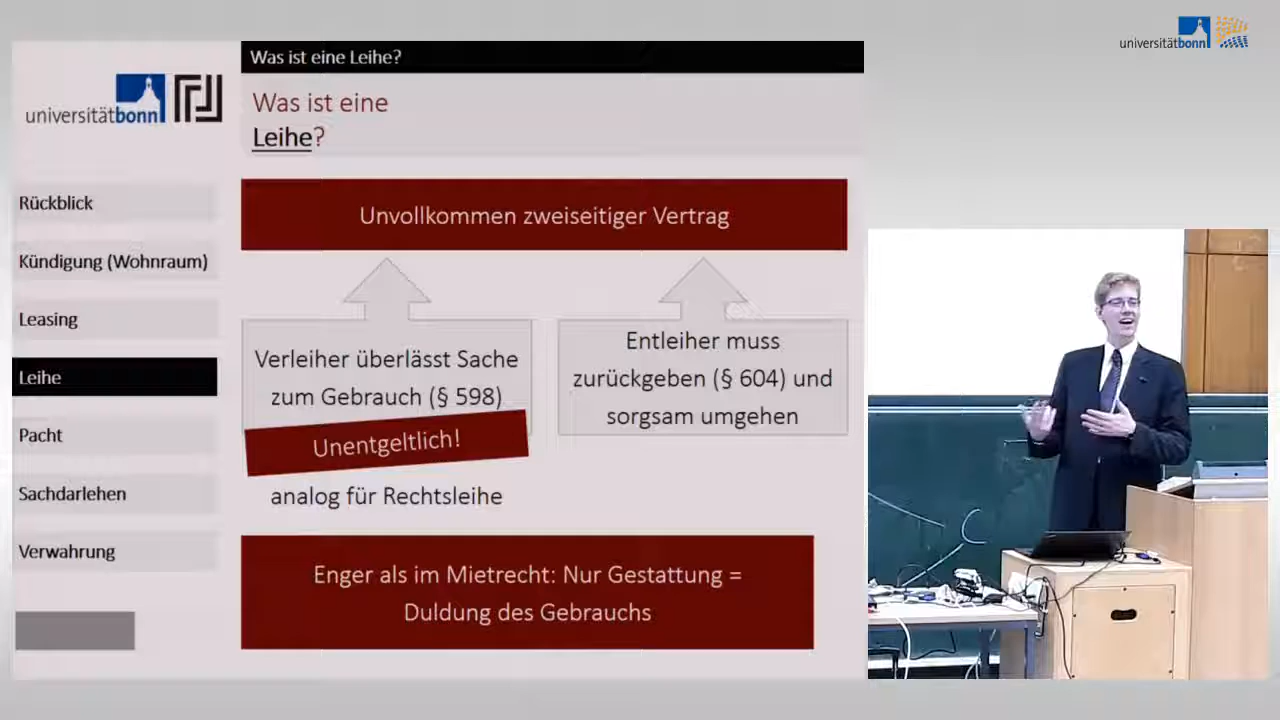 universitätbonn
Was ist eine Leihe?
universitätbonn
Was ist eine
Leihe?
Rückblick
Kündigung (Wohnraum)
Leasing
Leihe
Pacht
Sachdarlehen
Verwahrung
Unvollkommen zweiseitiger Vertrag
Verleiher überlässt Sache
zum Gebrauch (§ 598)
Unentgeltlich!
analog für Rechtsleihe
Entleiher muss
zurückgeben (§ 604) und
sorgsam umgehen
Enger als im Mietrecht: Nur Gestattung =
Duldung des Gebrauchs